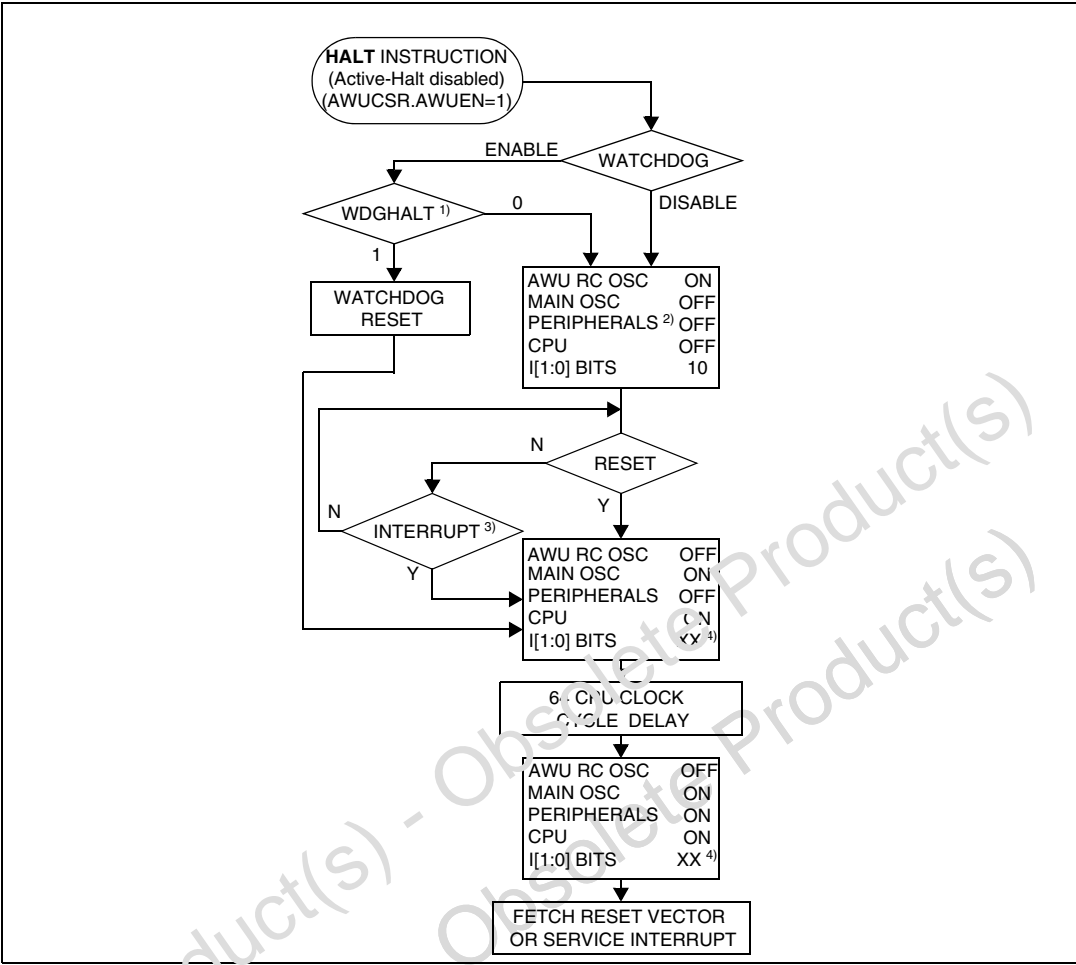 HALT INSTRUCTION
(Active-Halt disabled)
(AWUCSR.AWUEN=1)
ENABLE
WATCHDOG
DISABLE
WDGHALT 1)
0
1
WATCHDOG
RESET
AWU RC OSC ON
MAIN OSC OFF
PERIPHERALS 2) OFF
CPU OFF
I[1:0] BITS 10
N
RESET
Y
N
INTERRUPT 3)
Y
AWU RC OSC OFF
MAIN OSC ON
PERIPHERALS OFF
CPU ON
I[1:0] BITS XX 4)
64 CPU CLOCK
CYCLE DELAY
AWU RC OSC OFF
MAIN OSC ON
PERIPHERALS ON
CPU ON
I[1:0] BITS XX 4)
FETCH RESET VECTOR
OR SERVICE INTERRUPT
duct(s) - Obsolete Product(s)
Obsolete Product(s)